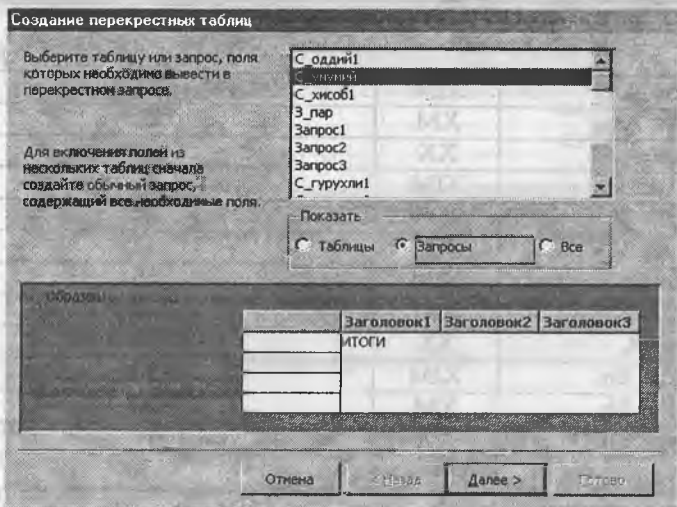 Создание перекрестных таблиц
Выберите таблицу или запрос, поля
которых необходимо вывести в
перекрестном запросе.
Для включения полей из
нескольких таблиц сначала
создайте обычный запрос,
содержащий все необходимые поля.
С_оддий1
С_умумий
С_хисоб1
З_пар
Запрос1
Запрос2
Запрос3
С_гурухли1
Показать
Таблицы
Запросы
Все
Образец
Заголовок1 Заголовок2 Заголовок3
ИТОГИ
Отмена
< Назад
Далее >
Готово